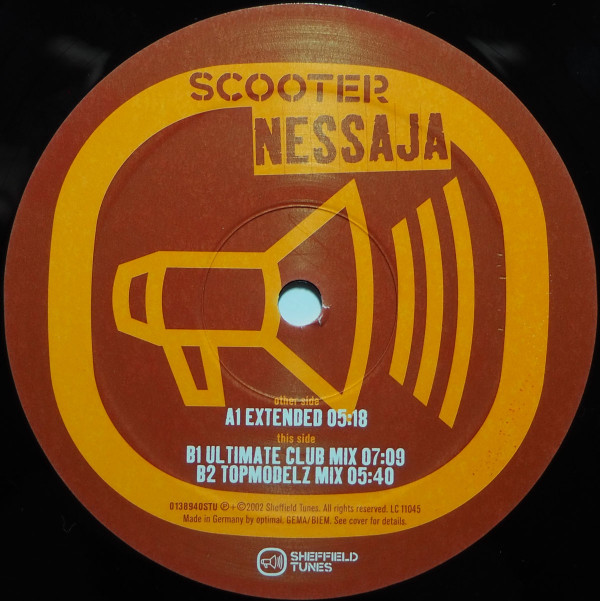 SCOOTER
NESSAJA
other side
A1 EXTENDED 05:18
this side
B1 ULTIMATE CLUB MIX 07:09
B2 TOPMODELZ MIX 05:40
0138940STU ℗+©2002 Sheffield Tunes. All rights reserved. LC 11045
Made in Germany by optimal. GEMA/BIEM. See cover for details.
SHEFFIELD
TUNES